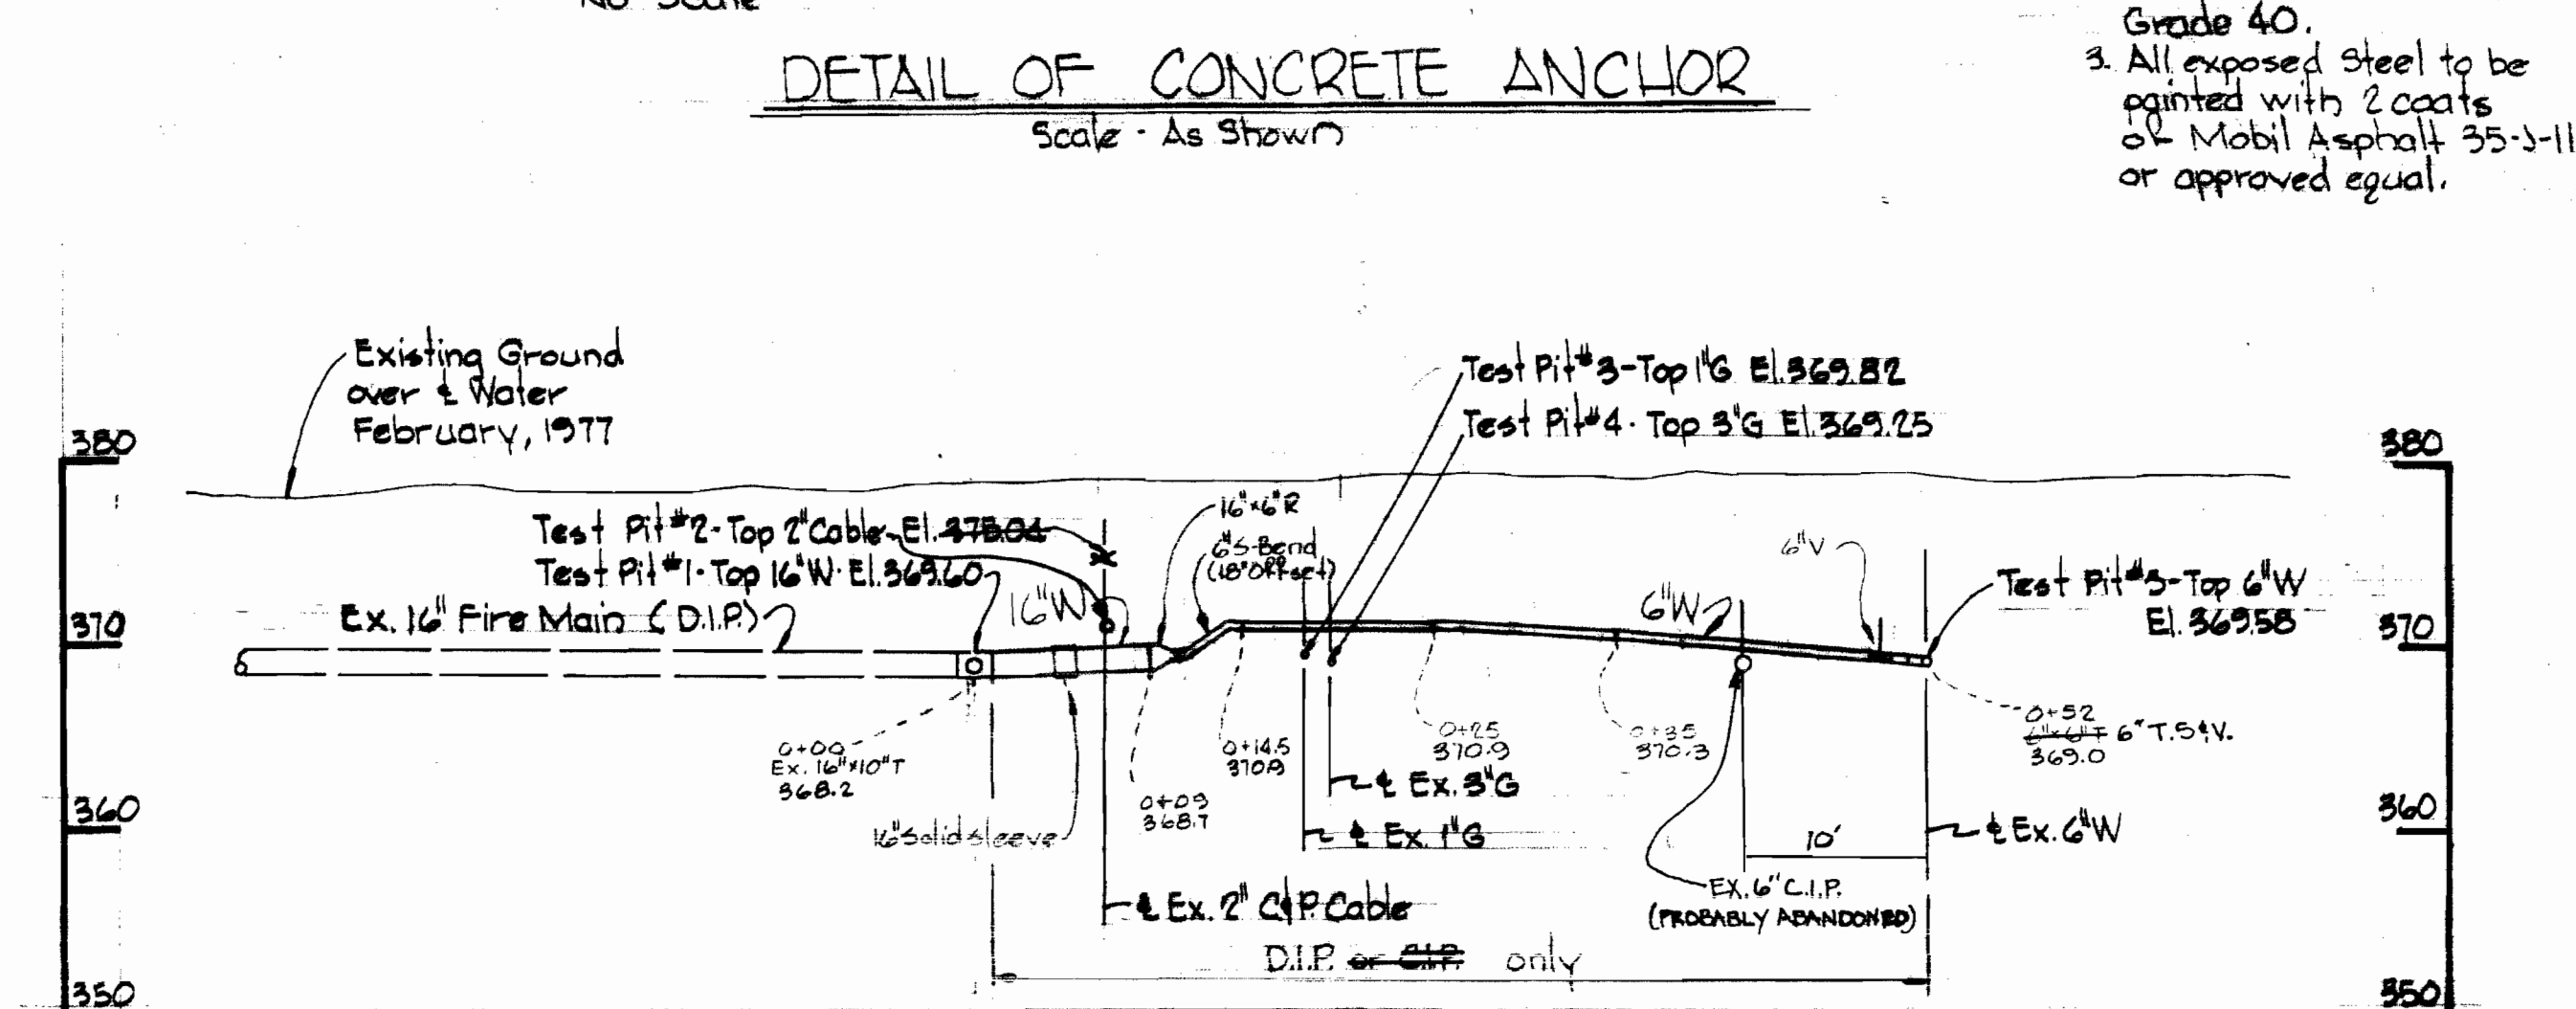 No Scale
DETAIL OF CONCRETE ANCHOR
Scale - As Shown
Grade 40.
3. All exposed Steel to be
painted with 2 coats
of Mobil Asphalt 35-J-11
or approved equal.
Existing Ground
over ℄ Water
February, 1977
Test Pit #3-Top 1"G El. 369.82
Test Pit #4 - Top 3"G El. 369.25
380
380
Test Pit #2-Top 2" Cable-El.
Test Pit #1-Top 16"W-El. 369.60
Ex. 16" Fire Main (D.I.P.)
16"W
16"x6"R
6"S-Bend
(18"Offset)
6"W
6"V
Test Pit #5-Top 6"W
El. 369.58
370
370
0+00
Ex. 16"x10"T
368.2
16" Solid sleeve
0+09
368.7
0+14.5
370.9
0+25
370.9
0+35
370.3
0+52
6"x6"T 6" T.S&V.
369.0
℄ Ex. 3"G
℄ Ex. 1"G
360
360
10'
℄ Ex. 6"W
EX. 6" C.I.P.
(PROBABLY ABANDONED)
℄ Ex. 2" C&P. Cable
D.I.P. or C.I.P. only
350
350